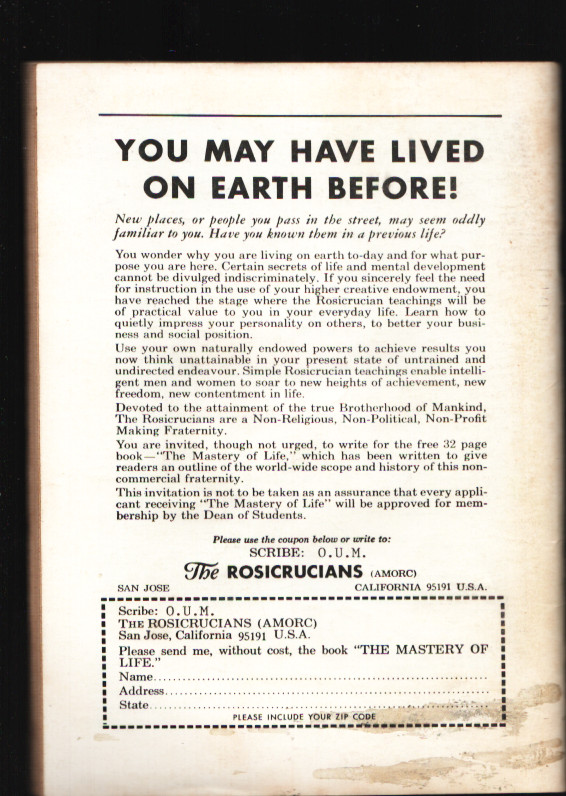 YOU MAY HAVE LIVED
ON EARTH BEFORE!
New places, or people you pass in the street, may seem oddly
familiar to you. Have you known them in a previous life?
You wonder why you are living on earth to-day and for what pur-
pose you are here. Certain secrets of life and mental development
cannot be divulged indiscriminately. If you sincerely feel the need
for instruction in the use of your higher creative endowment, you
have reached the stage where the Rosicrucian teachings will be
of practical value to you in your everyday life. Learn how to
quietly impress your personality on others, to better your busi-
ness and social position.
Use your own naturally endowed powers to achieve results you
now think unattainable in your present state of untrained and
undirected endeavour. Simple Rosicrucian teachings enable intelli-
gent men and women to soar to new heights of achievement, new
freedom, new contentment in life.
Devoted to the attainment of the true Brotherhood of Mankind,
The Rosicrucians are a Non-Religious, Non-Political, Non-Profit
Making Fraternity.
You are invited, though not urged, to write for the free 32 page
book—"The Mastery of Life," which has been written to give
readers an outline of the world-wide scope and history of this non-
commercial fraternity.
This invitation is not to be taken as an assurance that every appli-
cant receiving "The Mastery of Life" will be approved for mem-
bership by the Dean of Students.
Please use the coupon below or write to:
SCRIBE: O.U.M.
The ROSICRUCIANS (AMORC)
SAN JOSE CALIFORNIA 95191 U.S.A.
Scribe: O.U.M.
THE ROSICRUCIANS (AMORC)
San Jose, California 95191 U.S.A.
Please send me, without cost, the book "THE MASTERY OF
LIFE."
Name
Address
State
PLEASE INCLUDE YOUR ZIP CODE